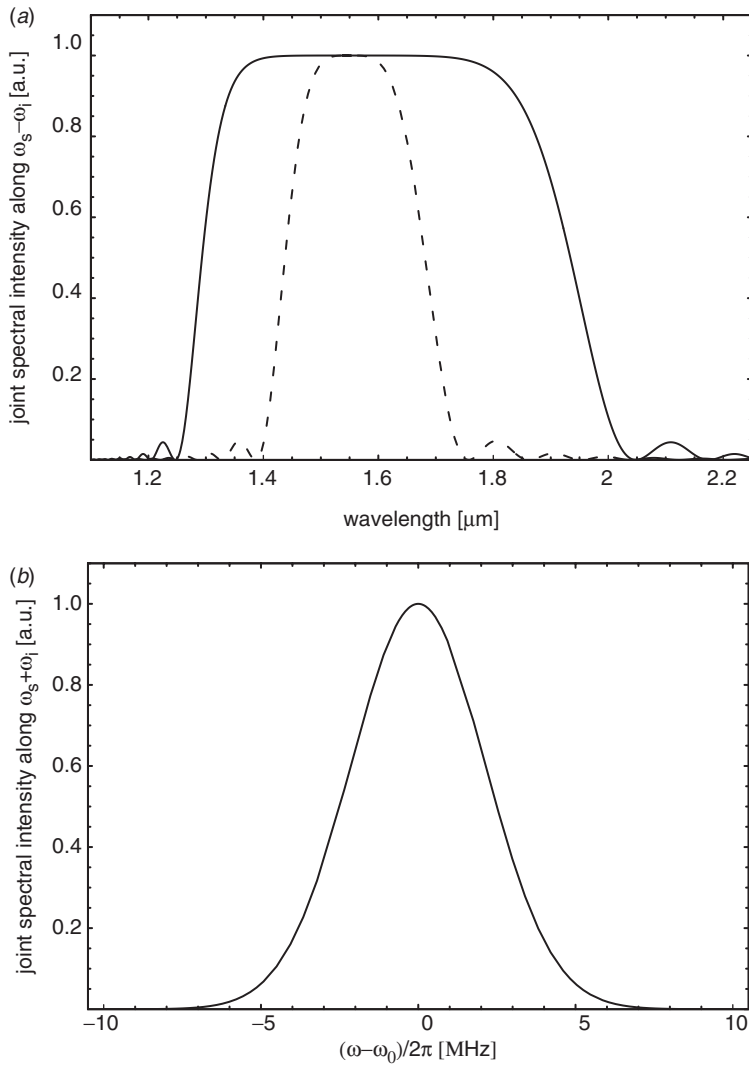 (a)
joint spectral intensity along ωs−ωi [a.u.]
1.0
0.8
0.6
0.4
0.2
1.2 1.4 1.6 1.8 2 2.2
wavelength [μm]
(b)
joint spectral intensity along ωs+ωi [a.u.]
1.0
0.8
0.6
0.4
0.2
−10 −5 0 5 10
(ω−ω0)/2π [MHz]